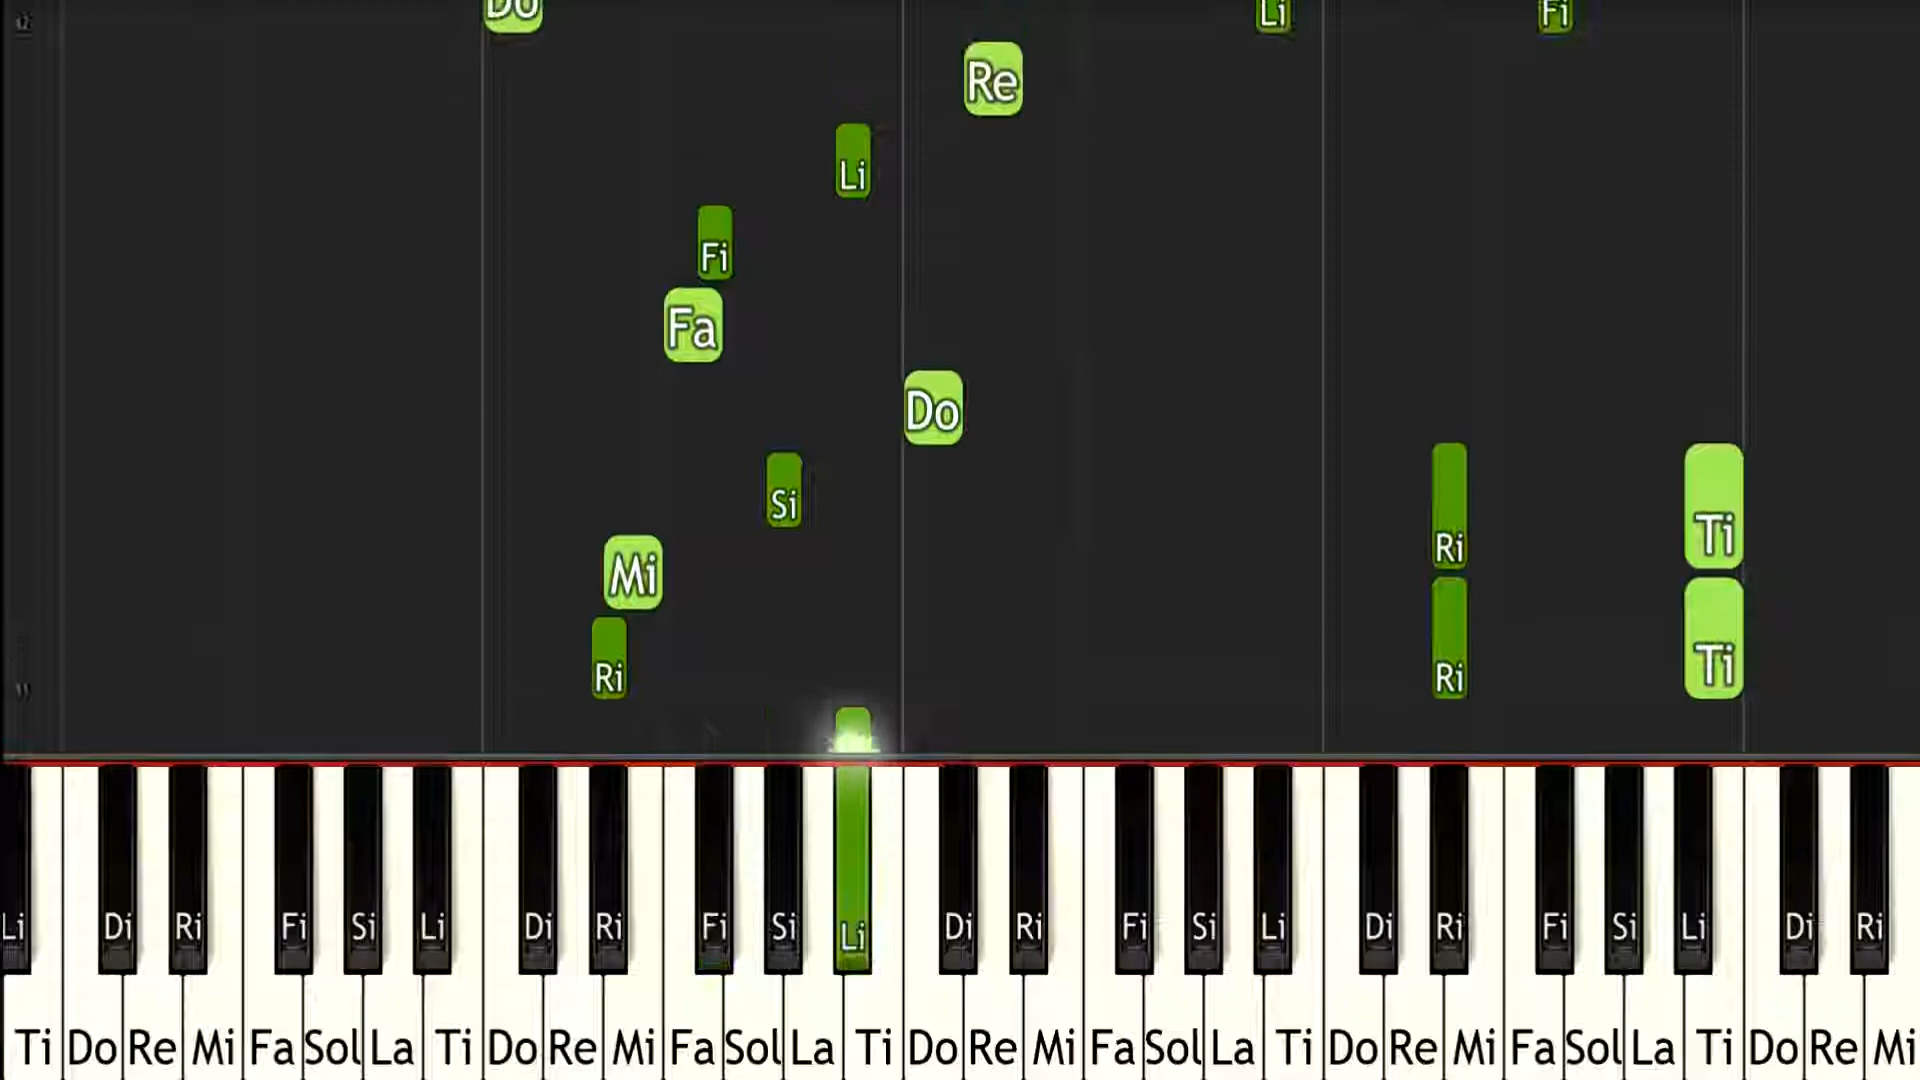 Do Li Fi
Re
Li
Fi
Fa
Do
Si
Ri Ti
Mi
Ri Ri Ti
Li Di Ri Fi Si Li Di Ri Fi Si Li Di Ri Fi Si Li Di Ri Fi Si Li Di Ri
Ti Do Re Mi Fa Sol La Ti Do Re Mi Fa Sol La Ti Do Re Mi Fa Sol La Ti Do Re Mi Fa Sol La Ti Do Re Mi